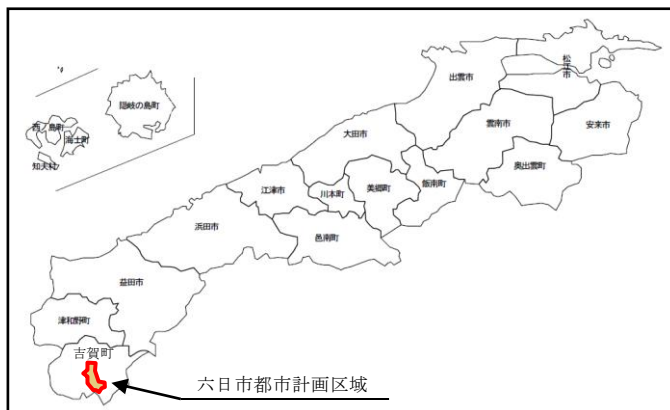 松江市
出雲市
隠岐の島町
西ノ島町
海士町
知夫村
大田市
雲南市
安来市
奥出雲町
飯南町
美郷町
川本町
江津市
邑南町
浜田市
益田市
津和野町
吉賀町
六日市都市計画区域